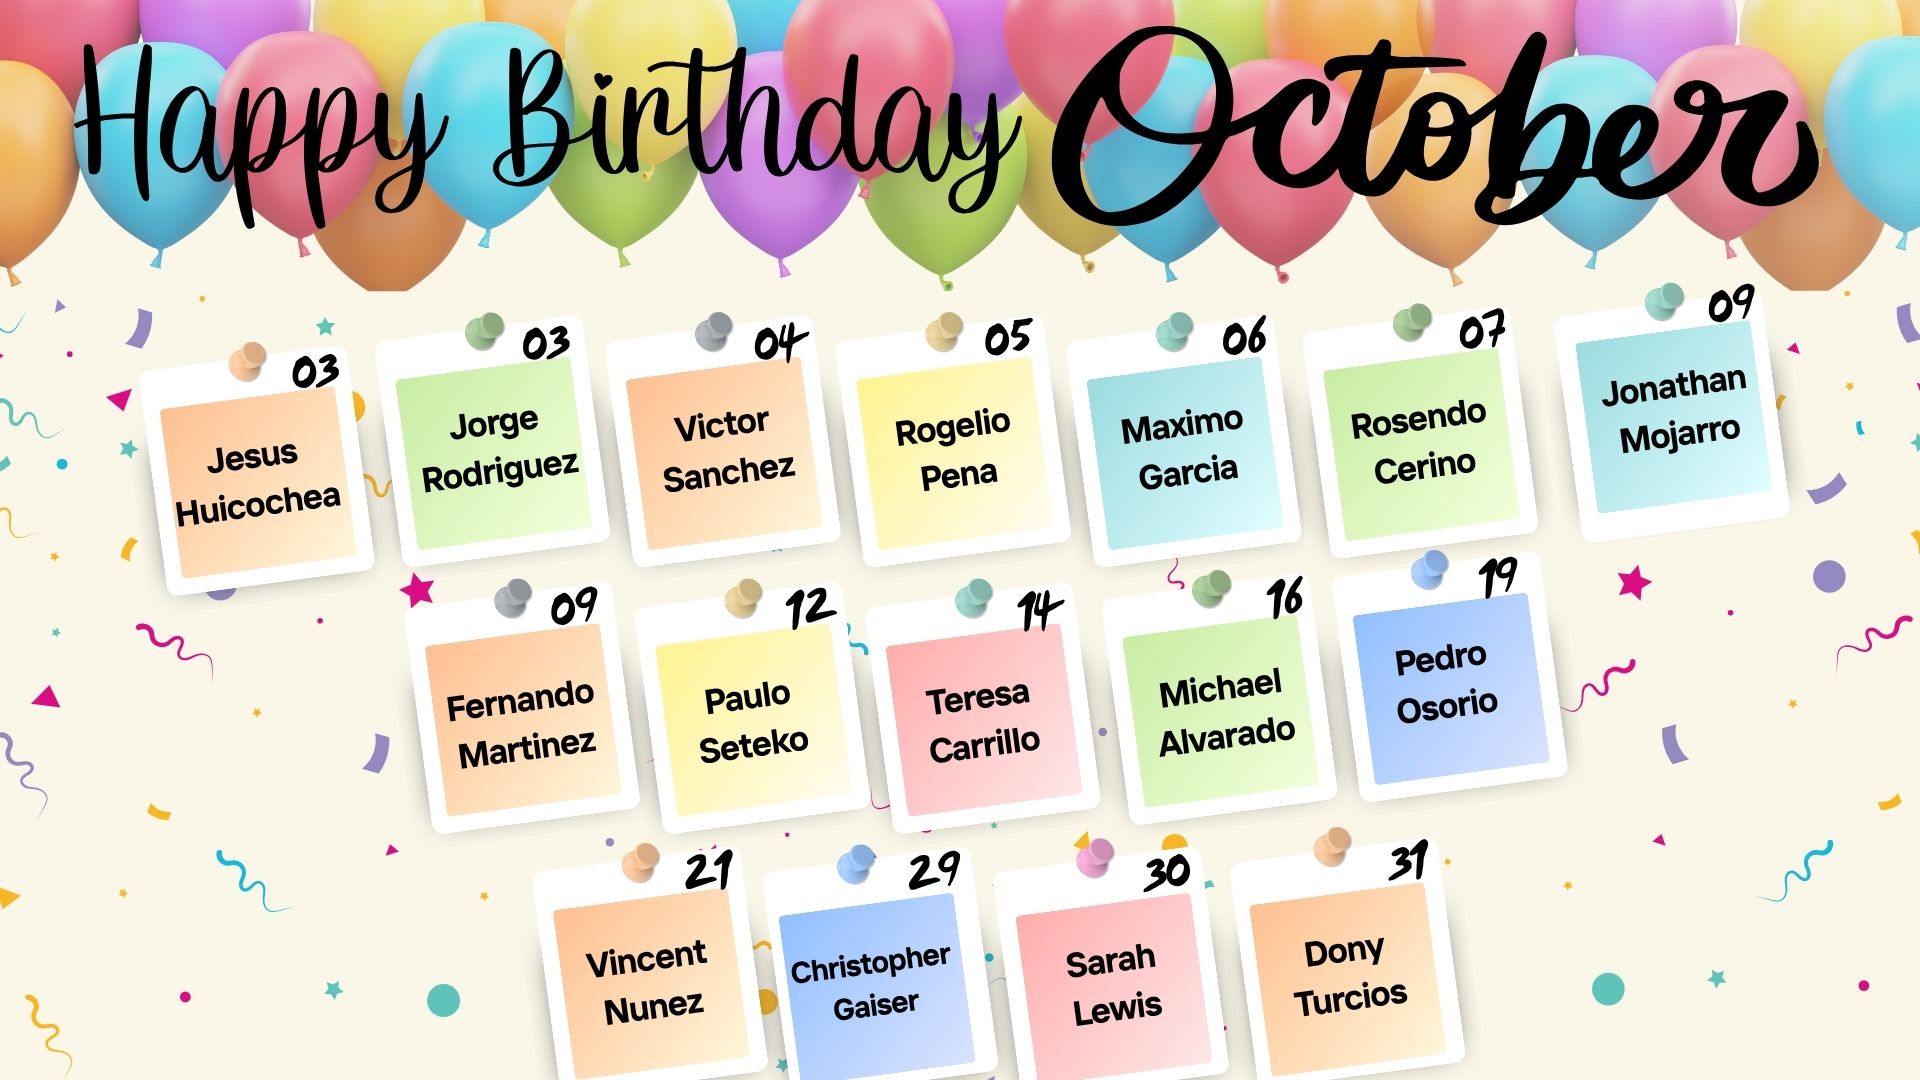 Happy Birthday October
03
Jesus
Huicochea
03
Jorge
Rodriguez
04
Victor
Sanchez
05
Rogelio
Pena
06
Maximo
Garcia
07
Rosendo
Cerino
09
Jonathan
Mojarro
09
Fernando
Martinez
12
Paulo
Seteko
14
Teresa
Carrillo
16
Michael
Alvarado
19
Pedro
Osorio
21
Vincent
Nunez
29
Christopher
Gaiser
30
Sarah
Lewis
31
Dony
Turcios